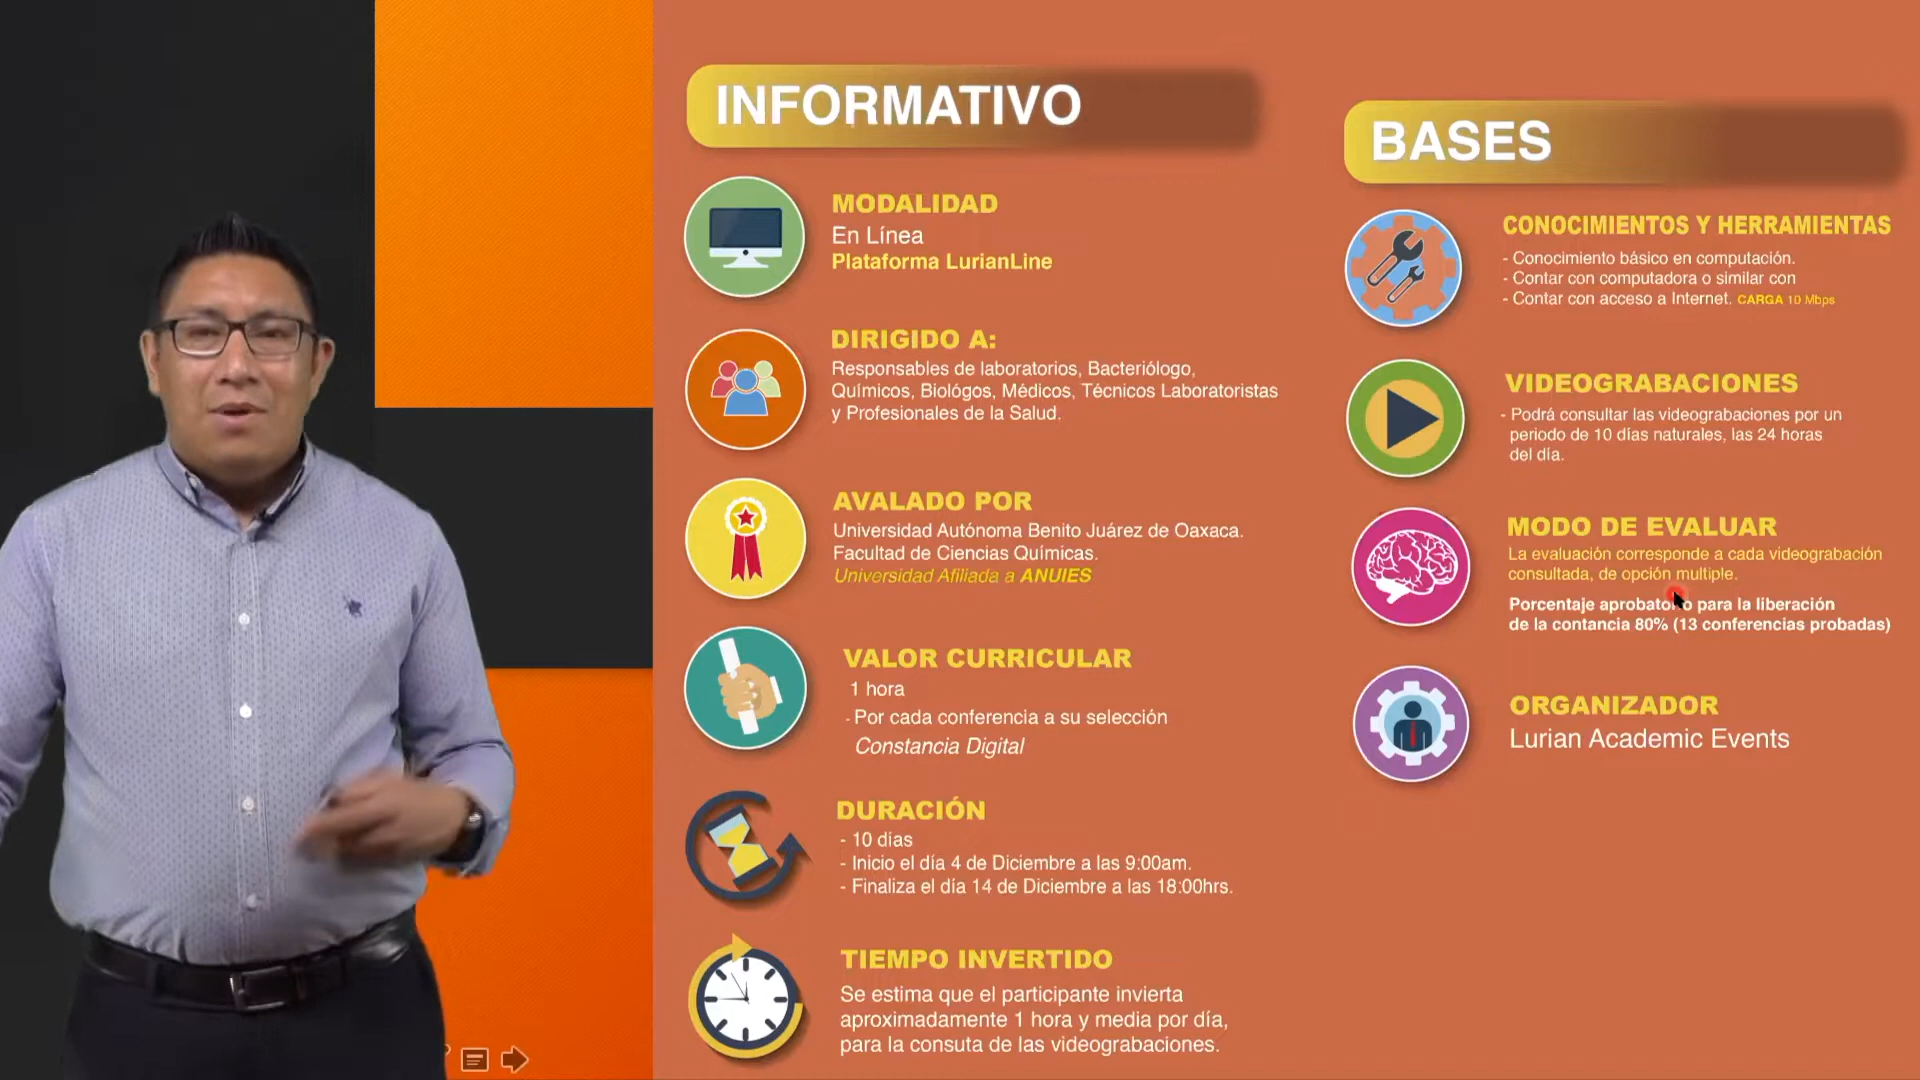 INFORMATIVO
MODALIDAD
En Línea
Plataforma LurianLine
DIRIGIDO A:
Responsables de laboratorios, Bacteriólogo,
Químicos, Biológos, Médicos, Técnicos Laboratoristas
y Profesionales de la Salud.
AVALADO POR
Universidad Autónoma Benito Juárez de Oaxaca.
Facultad de Ciencias Químicas.
Universidad Afiliada a ANUIES
VALOR CURRICULAR
1 hora
- Por cada conferencia a su selección
Constancia Digital
DURACIÓN
- 10 días
- Inicio el día 4 de Diciembre a las 9:00am.
- Finaliza el día 14 de Diciembre a las 18:00hrs.
TIEMPO INVERTIDO
Se estima que el participante invierta
aproximadamente 1 hora y media por día,
para la consuta de las videograbaciones.
BASES
CONOCIMIENTOS Y HERRAMIENTAS
- Conocimiento básico en computación.
- Contar con computadora o similar con
- Contar con acceso a Internet. CARGA 10 Mbps
VIDEOGRABACIONES
- Podrá consultar las videograbaciones por un
periodo de 10 días naturales, las 24 horas
del día.
MODO DE EVALUAR
La evaluación corresponde a cada videograbación
consultada, de opción multiple.
Porcentaje aprobatorio para la liberación
de la contancia 80% (13 conferencias probadas)
ORGANIZADOR
Lurian Academic Events